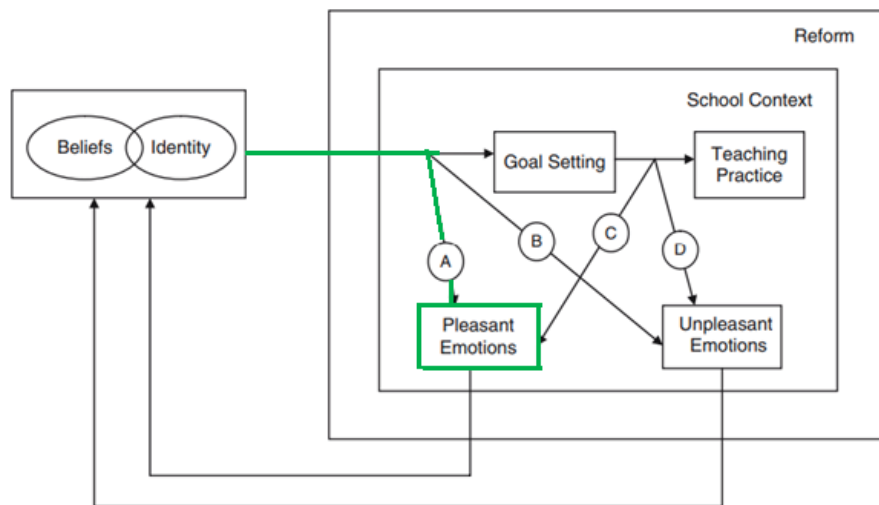 Reform
School Context
Beliefs
Identity
Goal Setting
Teaching
Practice
A
B
C
D
Pleasant
Emotions
Unpleasant
Emotions